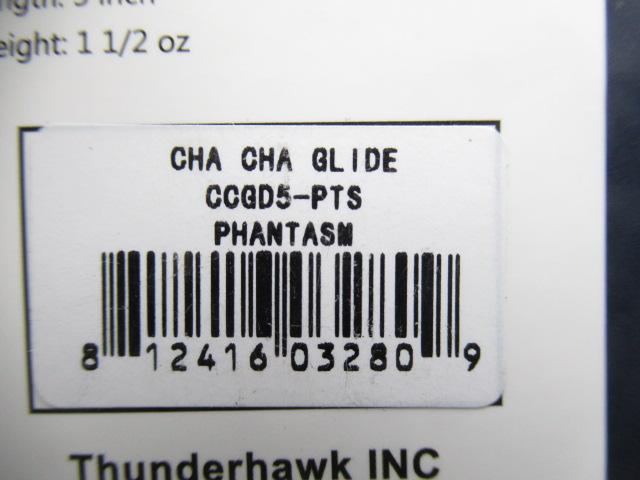 eight: 1 1/2 oz
CHA CHA GLIDE
CCGD5-PTS
PHANTASM
8 12416 03280 9
Thunderhawk INC